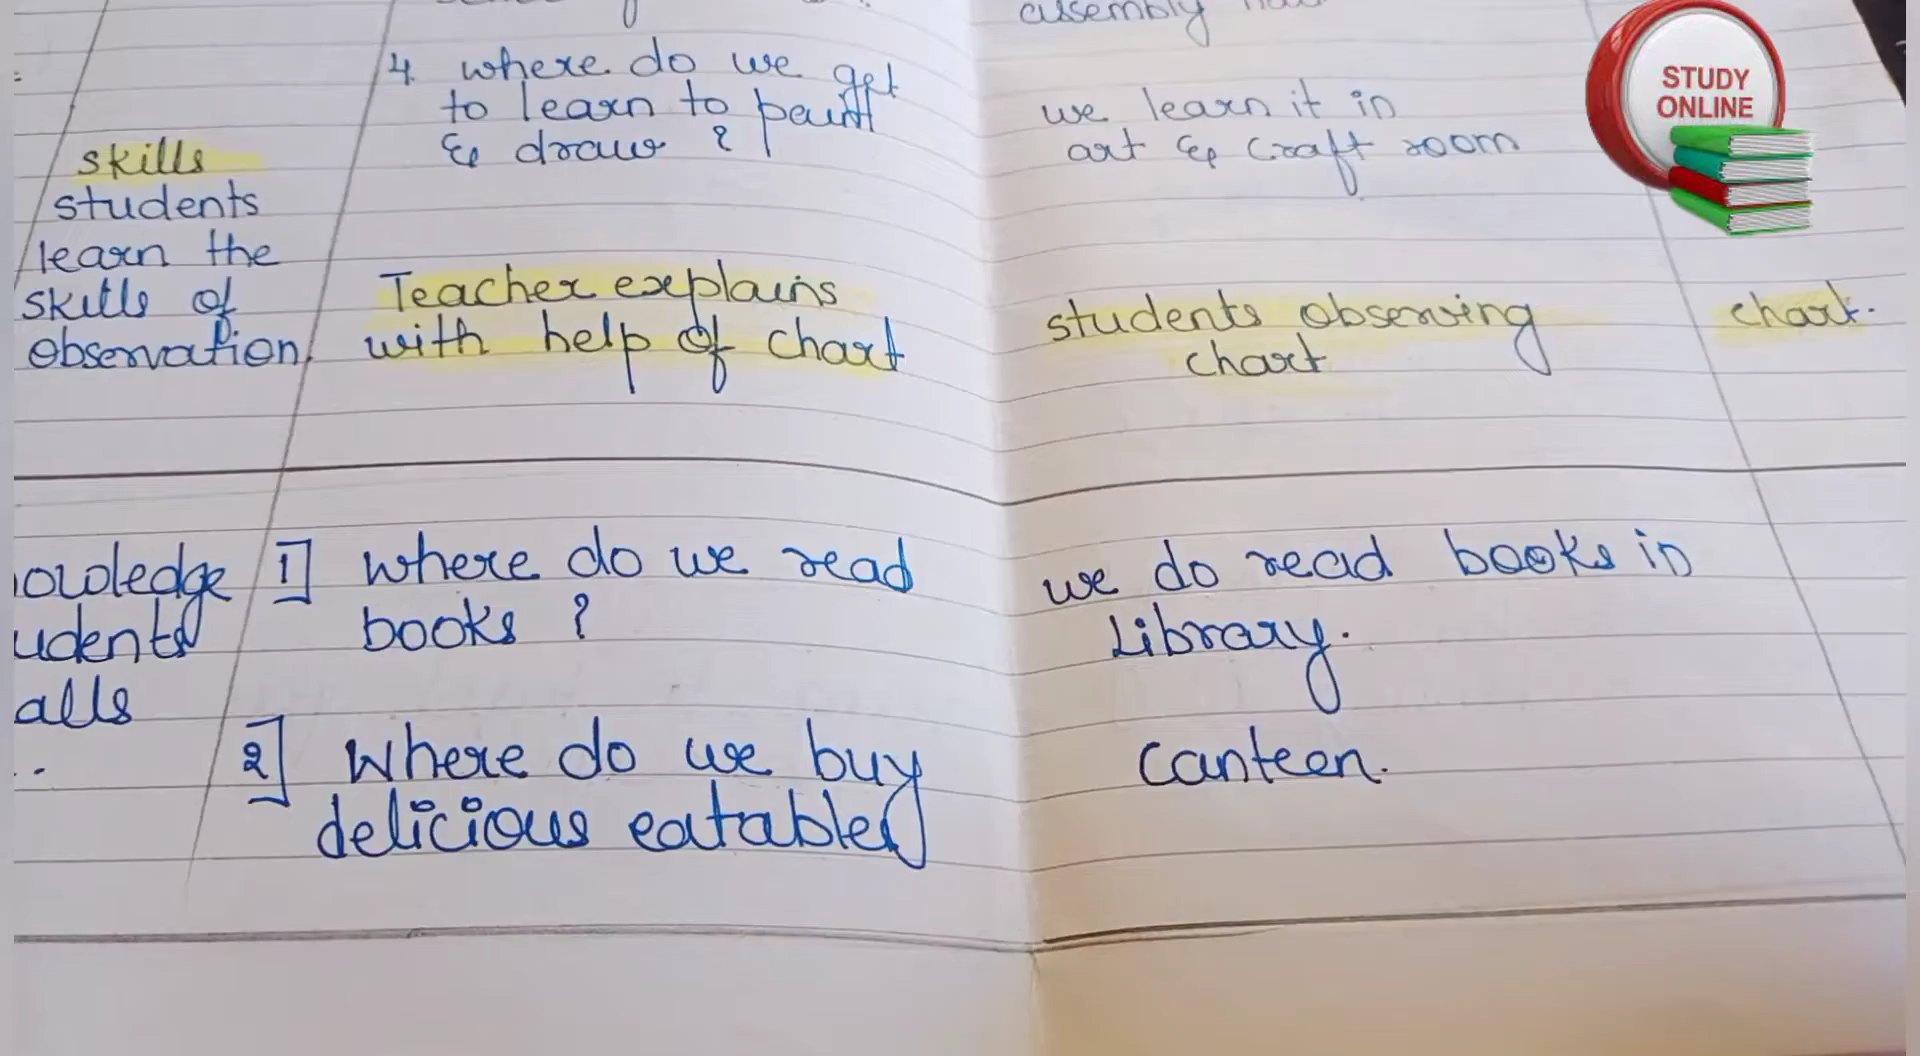 assembly
4. where do we get
to learn to paint
& draw ?
we learn it in
art & craft room
skills
students
learn the
skills of
observation.
Teacher explains
with help of chart
students observing
chart
chart.
owledge
udents
alls
..
1] where do we read
books ?
we do read books in
Library.
2] Where do we buy
delicious eatables
canteen.
STUDY
ONLINE